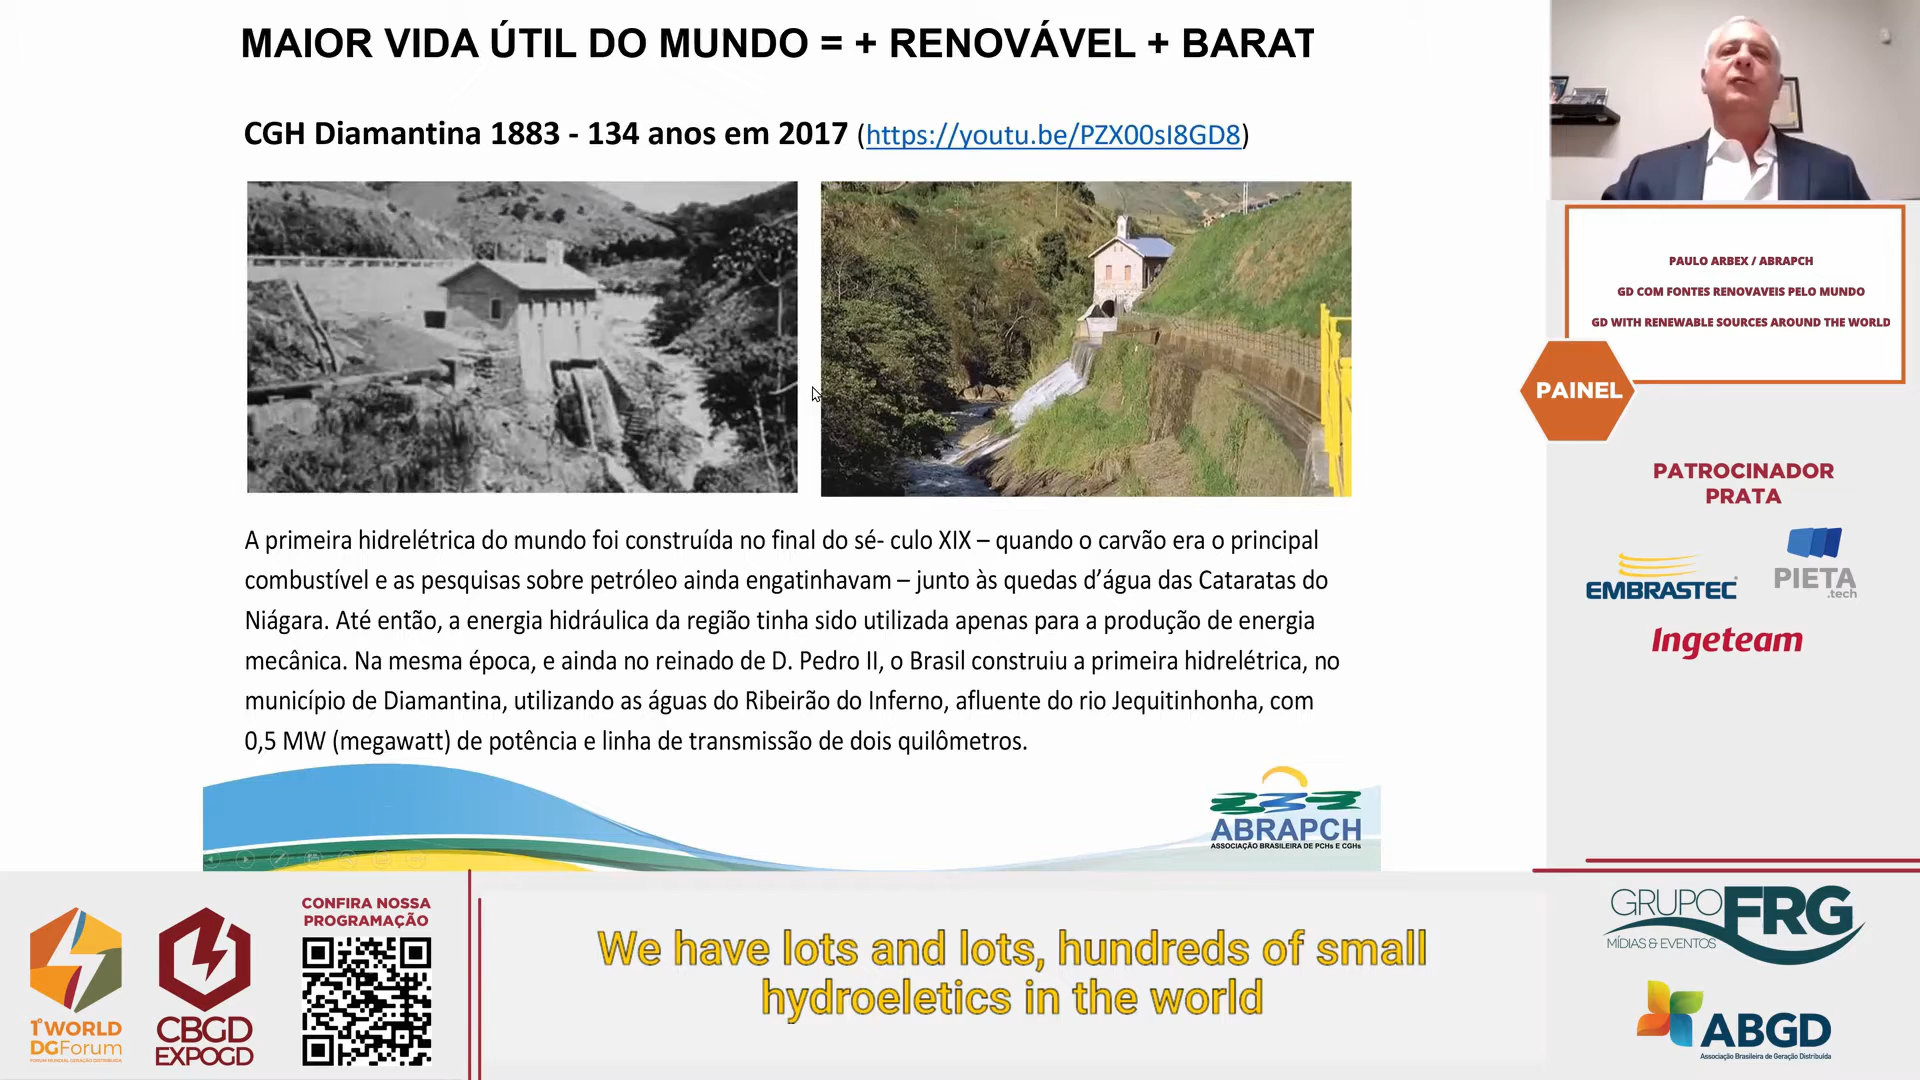 MAIOR VIDA ÚTIL DO MUNDO = + RENOVÁVEL + BARAT
CGH Diamantina 1883 - 134 anos em 2017 (https://youtu.be/PZX00sI8GD8)
A primeira hidrelétrica do mundo foi construída no final do sé- culo XIX – quando o carvão era o principal
combustível e as pesquisas sobre petróleo ainda engatinhavam – junto às quedas d’água das Cataratas do
Niágara. Até então, a energia hidráulica da região tinha sido utilizada apenas para a produção de energia
mecânica. Na mesma época, e ainda no reinado de D. Pedro II, o Brasil construiu a primeira hidrelétrica, no
município de Diamantina, utilizando as águas do Ribeirão do Inferno, afluente do rio Jequitinhonha, com
0,5 MW (megawatt) de potência e linha de transmissão de dois quilômetros.
ABRAPCH
ASSOCIAÇÃO BRASILEIRA DE PCHs E CGHs
PAULO ARBEX / ABRAPCH
GD COM FONTES RENOVAVEIS PELO MUNDO
GD WITH RENEWABLE SOURCES AROUND THE WORLD
PAINEL
PATROCINADOR
PRATA
EMBRASTEC
PIETA
.tech
Ingeteam
1º WORLD
DGForum
FÓRUM MUNDIAL GERAÇÃO DISTRIBUÍDA
CBGD
EXPOGD
CONFIRA NOSSA
PROGRAMAÇÃO
We have lots and lots, hundreds of small
hydroeletics in the world
GRUPO FRG
MÍDIAS & EVENTOS
ABGD
Associação Brasileira de Geração Distribuída